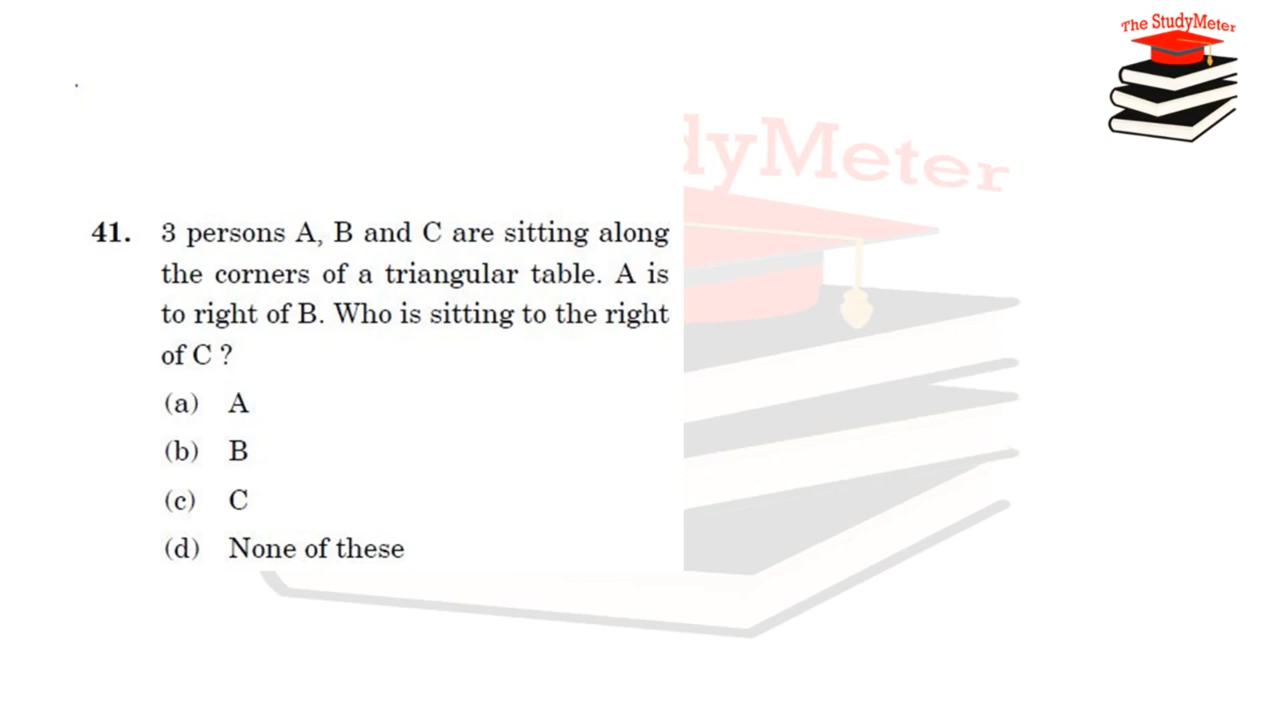 The StudyMeter
dyMeter
41. 3 persons A, B and C are sitting along
the corners of a triangular table. A is
to right of B. Who is sitting to the right
of C ?
(a) A
(b) B
(c) C
(d) None of these